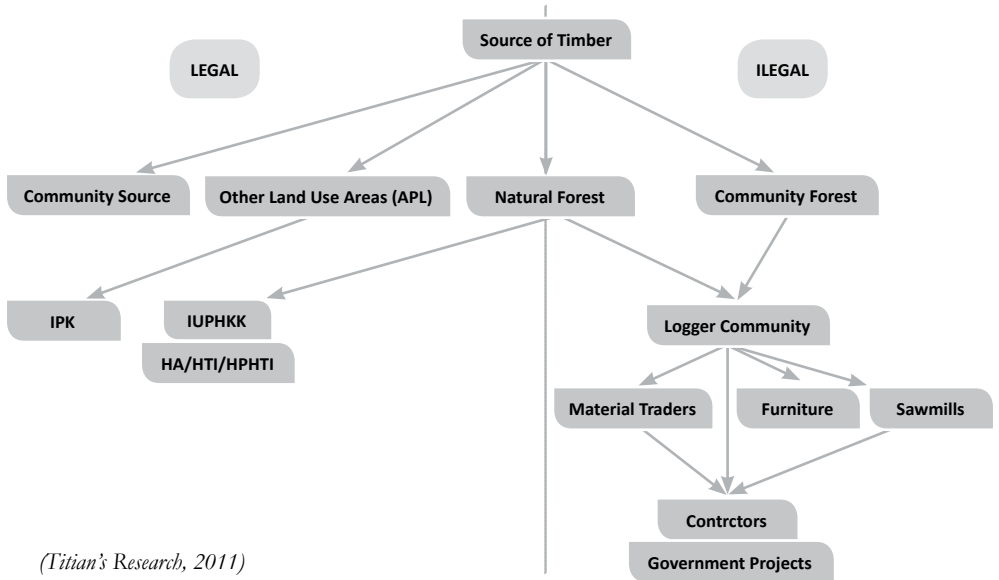 Source of Timber
LEGAL
ILEGAL
Community Source
Other Land Use Areas (APL)
Natural Forest
Community Forest
IPK
IUPHKK
HA/HTI/HPHTI
Logger Community
Material Traders
Furniture
Sawmills
Contrctors
Government Projects
(Titian's Research, 2011)